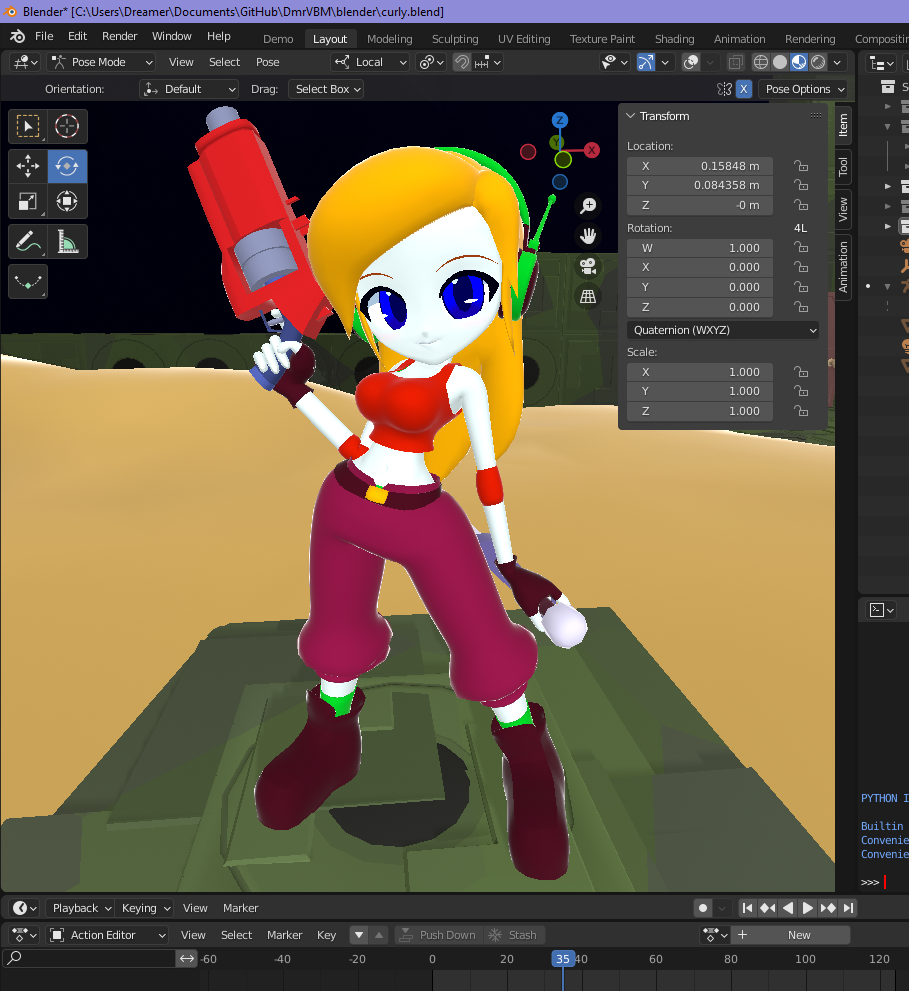 Blender* [C:\Users\Dreamer\Documents\GitHub\DmrVBM\blender\curly.blend]
File Edit Render Window Help Demo Layout Modeling Sculpting UV Editing Texture Paint Shading Animation Rendering
Pose Mode View Select Pose Local
Orientation: Default Drag: Select Box X Pose Options
Transform
Item
Tool
View
Animation
Location:
X 0.15848 m
Y 0.084358 m
Z -0 m
Rotation: 4L
W 1.000
X 0.000
Y 0.000
Z 0.000
Quaternion (WXYZ)
Scale:
X 1.000
Y 1.000
Z 1.000
Z
Y
X
PYTHON I
Builtin
Convenie
Convenie
>>>
Playback Keying View Marker
Action Editor View Select Marker Key Push Down Stash + New
-60 -40 -20 0 20 35 40 60 80 100 120